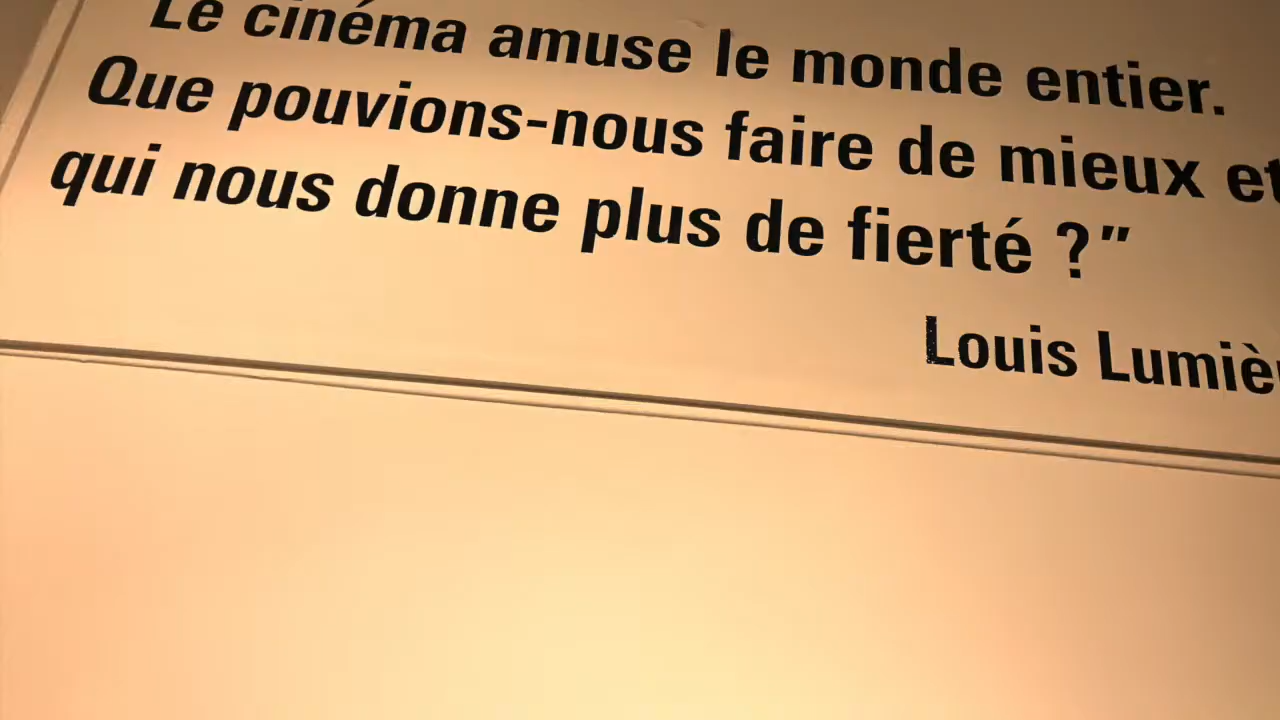 Le cinéma amuse le monde entier.
Que pouvions-nous faire de mieux et
qui nous donne plus de fierté ?”
Louis